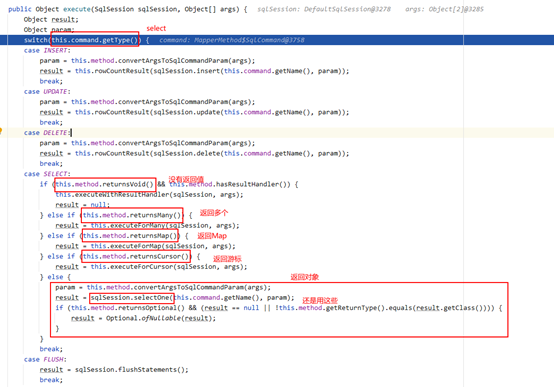 public Object execute(SqlSession sqlSession, Object[] args) {   sqlSession: DefaultSqlSession@3278   args: Object[2]@3285
Object result;
Object param;
select
switch(this.command.getType()) {   command: MapperMethod$SqlCommand@3758
case INSERT:
param = this.method.convertArgsToSqlCommandParam(args);
result = this.rowCountResult(sqlSession.insert(this.command.getName(), param));
break;
case UPDATE:
param = this.method.convertArgsToSqlCommandParam(args);
result = this.rowCountResult(sqlSession.update(this.command.getName(), param));
break;
case DELETE:
param = this.method.convertArgsToSqlCommandParam(args);
result = this.rowCountResult(sqlSession.delete(this.command.getName(), param));
break;
case SELECT:
没有返回值
if (this.method.returnsVoid() && this.method.hasResultHandler()) {
this.executeWithResultHandler(sqlSession, args);
result = null;
} else if (this.method.returnsMany()) { 返回多个
result = this.executeForMany(sqlSession, args);
} else if (this.method.returnsMap()) { 返回Map
result = this.executeForMap(sqlSession, args);
} else if (this.method.returnsCursor()) { 返回游标
result = this.executeForCursor(sqlSession, args);
} else { 返回对象
param = this.method.convertArgsToSqlCommandParam(args);
result = sqlSession.selectOne(this.command.getName(), param); 还是用这些
if (this.method.returnsOptional() && (result == null || !this.method.getReturnType().equals(result.getClass()))) {
result = Optional.ofNullable(result);
}
}
break;
case FLUSH:
result = sqlSession.flushStatements();
break;